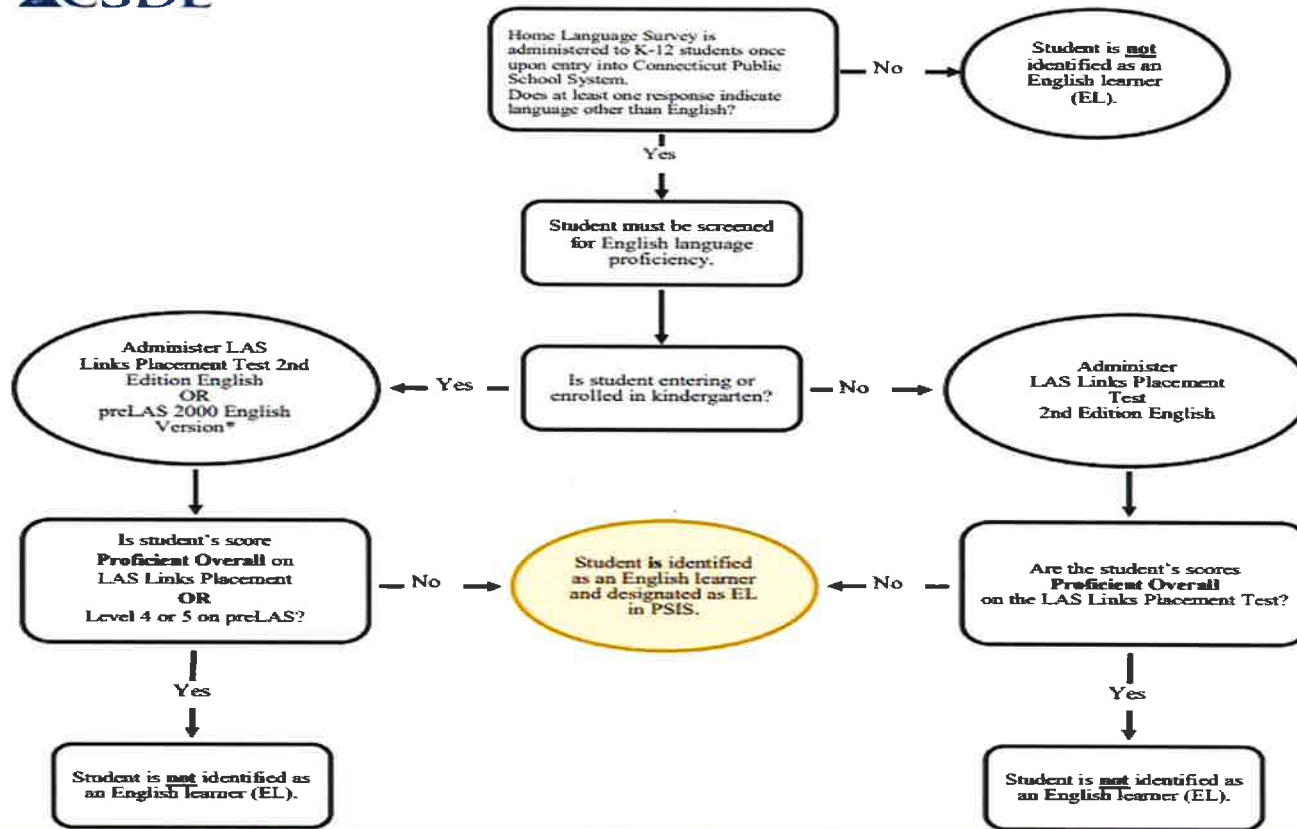 CSDE
Home Language Survey is
administered to K-12 students once
upon entry into Connecticut Public
School System.
Does at least one response indicate
language other than English?
No
Student is not
identified as an
English learner
(EL).
Yes
Student must be screened
for English language
proficiency.
Administer LAS
Links Placement Test 2nd
Edition English
OR
preLAS 2000 English
Version*
Yes
Is student entering or
enrolled in kindergarten?
No
Administer
LAS Links Placement
Test
2nd Edition English
Is student's score
Proficient Overall on
LAS Links Placement
OR
Level 4 or 5 on preLAS?
No
Student is identified
as an English learner
and designated as EL
in PSIS.
No
Are the student's scores
Proficient Overall
on the LAS Links Placement Test?
Yes
Yes
Student is not identified as
an English learner (EL).
Student is not identified as
an English learner (EL).